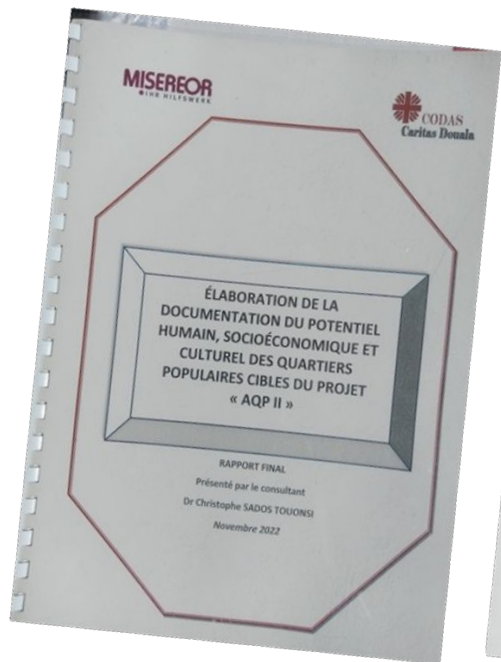 MISEREOR
IHR HILFSWERK
CODAS
Caritas Douala
ÉLABORATION DE LA
DOCUMENTATION DU POTENTIEL
HUMAIN, SOCIOÉCONOMIQUE ET
CULTUREL DES QUARTIERS
POPULAIRES CIBLES DU PROJET
« AQP II »
RAPPORT FINAL
Présenté par le consultant
Dr Christophe SADOS TOUONSI
Novembre 2022